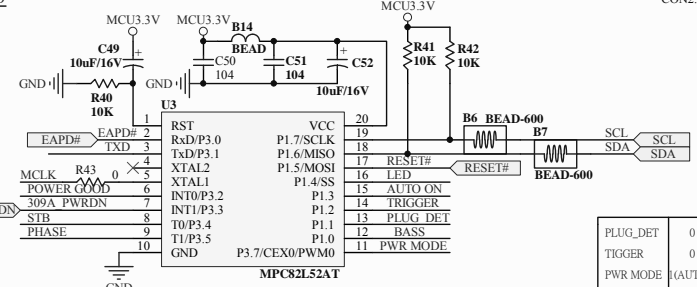 MCU3.3V
MCU3.3V
MCU3.3V
B14
BEAD
C49
10uF/16V
C50
104
C51
104
C52
10uF/16V
R41
10K
R42
10K
GND
R40
10K
GND
U3
B6 BEAD-600
B7
BEAD-600
SCL SCL
SDA SDA
EAPD# EAPD# 2 RxD/P3.0
1 RST
TXD 3 TxD/P3.1
4 XTAL2
MCLK R43 0 5 XTAL1
POWER GOOD 6 INT0/P3.2
309A_PWRDN 7 INT1/P3.3
STB 8 T0/P3.4
PHASE 9 T1/P3.5
10 GND
GND
VCC 20
P1.7/SCLK 19
P1.6/MISO 18
P1.5/MOSI 17 RESET# RESET#
P1.4/SS 16 LED
P1.3 15 AUTO ON
P1.2 14 TRIGGER
P1.1 13 PLUG_DET
P1.0 12 BASS
P3.7/CEX0/PWM0 11 PWR MODE
MPC82L52AT
PLUG_DET 0
TIGGER 0
PWR MODE 1(AUT